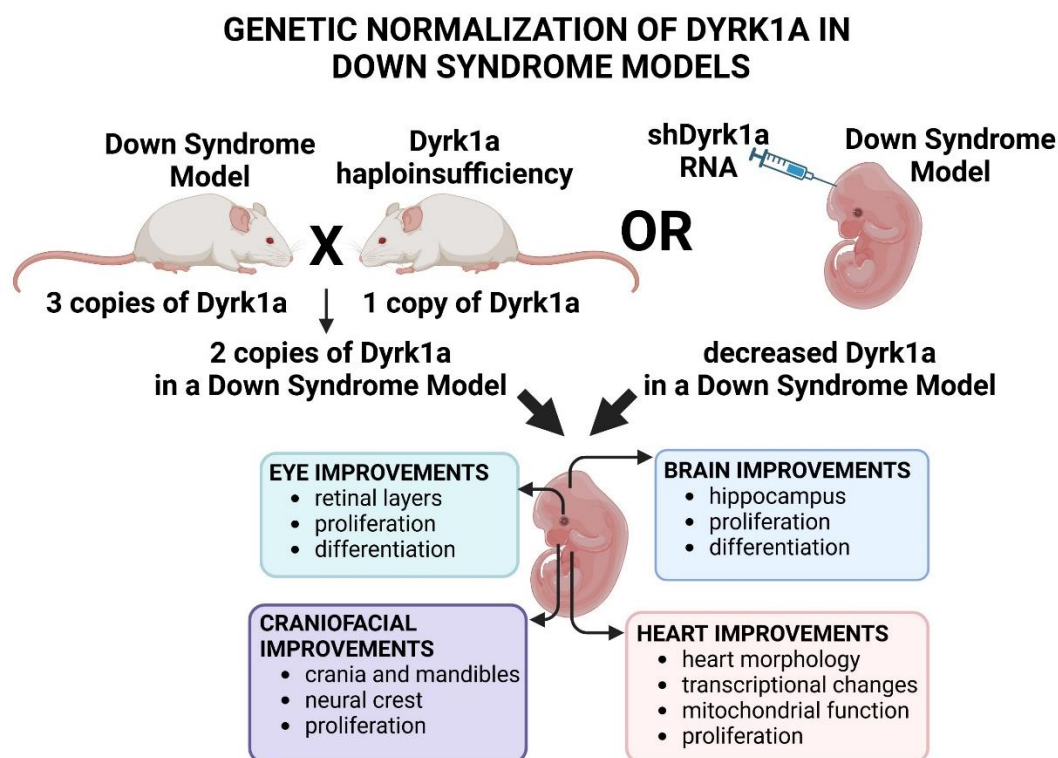 GENETIC NORMALIZATION OF DYRK1A IN
DOWN SYNDROME MODELS
Down Syndrome
Model
Dyrk1a
haploinsufficiency
shDyrk1a
RNA
Down Syndrome
Model
X
OR
3 copies of Dyrk1a
1 copy of Dyrk1a
2 copies of Dyrk1a
in a Down Syndrome Model
decreased Dyrk1a
in a Down Syndrome Model
EYE IMPROVEMENTS
• retinal layers
• proliferation
• differentiation
BRAIN IMPROVEMENTS
• hippocampus
• proliferation
• differentiation
CRANIOFACIAL
IMPROVEMENTS
• crania and mandibles
• neural crest
• proliferation
HEART IMPROVEMENTS
• heart morphology
• transcriptional changes
• mitochondrial function
• proliferation